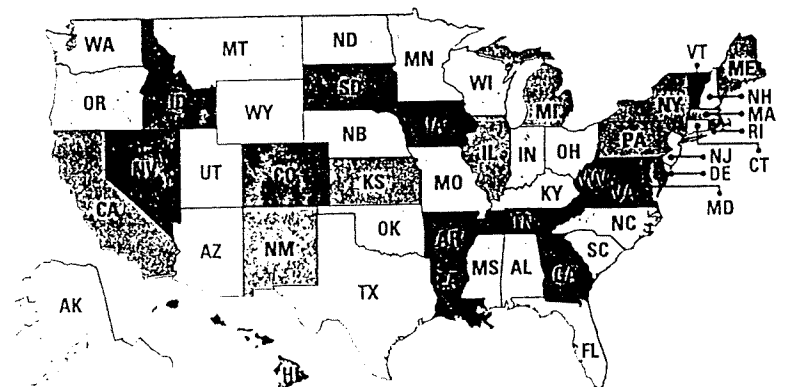 WA
MT
ND
MN
VT
ME
OR
ID
SD
WI
MI
NY
NH
MA
WY
IA
PA
RI
NB
IL
IN
OH
NJ
CT
NV
UT
CO
KS
MO
WV
VA
DE
KY
MD
CA
TN
NC
AZ
NM
OK
AR
SC
MS
AL
GA
LA
TX
AK
FL
HI